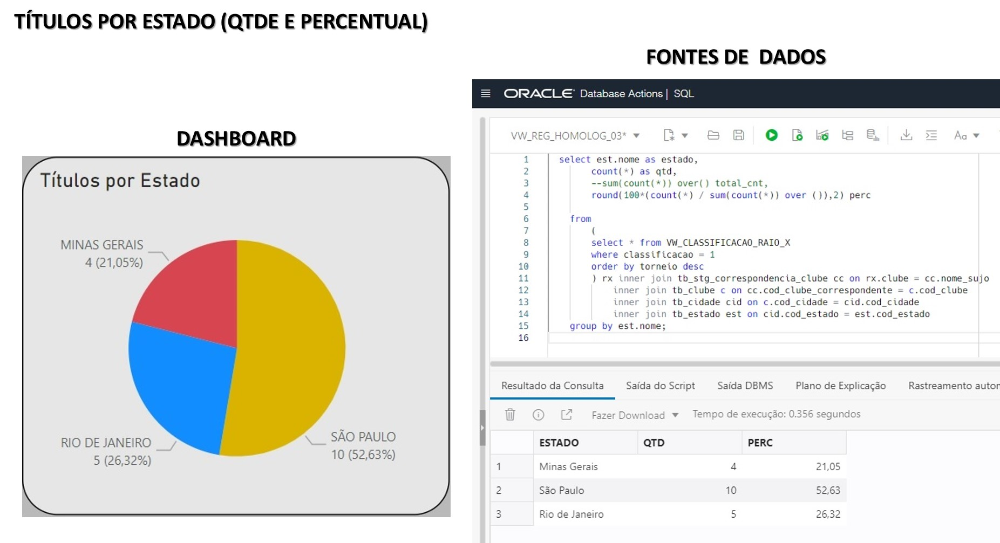 TÍTULOS POR ESTADO (QTDE E PERCENTUAL)
DASHBOARD
Títulos por Estado
MINAS GERAIS
4 (21,05%)
RIO DE JANEIRO
5 (26,32%)
SÃO PAULO
10 (52,63%)
FONTES DE DADOS
ORACLE Database Actions | SQL
VW_REG_HOMOLOG_03*
Aa
1 select est.nome as estado,
2 count(*) as qtd,
3 --sum(count(*)) over() total_cnt,
4 round(100*(count(*) / sum(count(*)) over ()),2) perc
5
6 from
7 (
8 select * from VW_CLASSIFICACAO_RAIO_X
9 where classificacao = 1
10 order by torneio desc
11 ) rx inner join tb_stg_correspondencia_clube cc on rx.clube = cc.nome_sujo
12 inner join tb_clube c on cc.cod_clube_correspondente = c.cod_clube
13 inner join tb_cidade cid on c.cod_cidade = cid.cod_cidade
14 inner join tb_estado est on cid.cod_estado = est.cod_estado
15 group by est.nome;
16
Resultado da Consulta Saída do Script Saída DBMS Plano de Explicação Rastreamento autor
Fazer Download Tempo de execução: 0.356 segundos
ESTADO QTD PERC
1 Minas Gerais 4 21,05
2 São Paulo 10 52,63
3 Rio de Janeiro 5 26,32